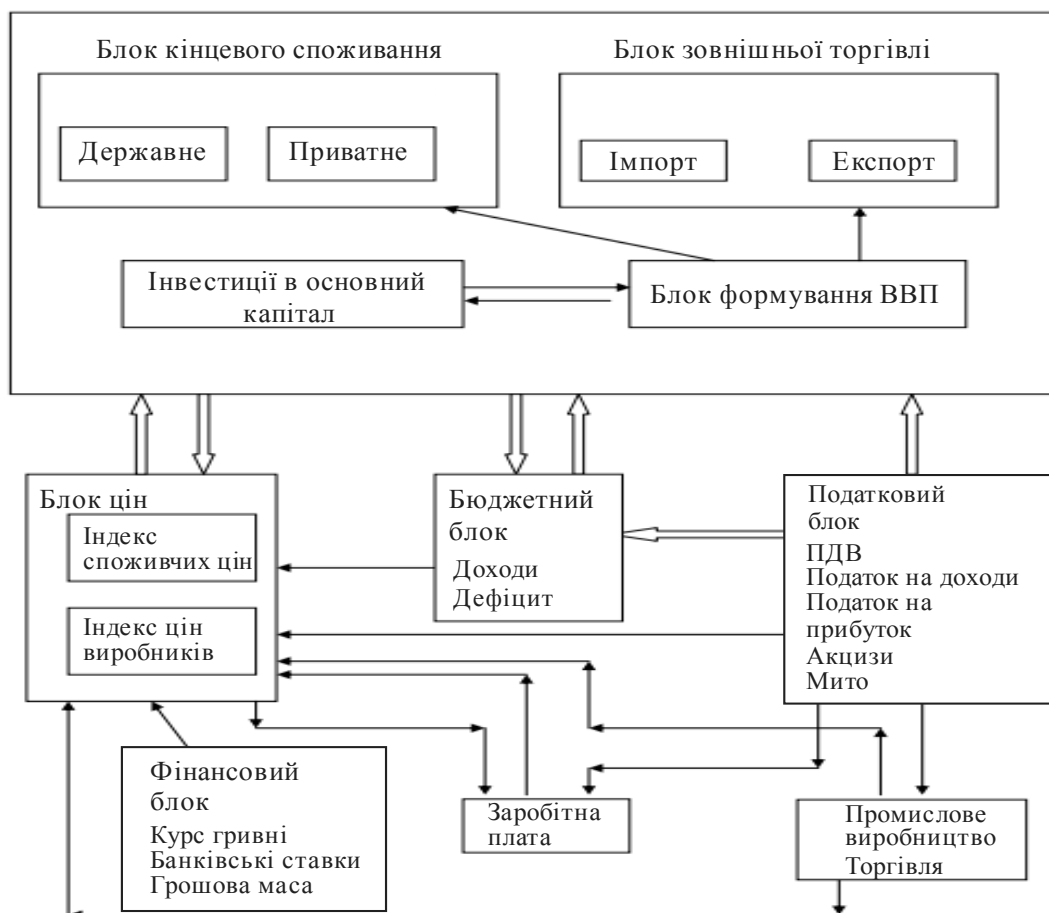 Блок кінцевого споживання
Блок зовнішньої торгівлі
Державне
Приватне
Імпорт
Експорт
Інвестиції в основний
капітал
Блок формування ВВП
Блок цін
Індекс
споживчих цін
Індекс цін
виробників
Бюджетний
блок
Доходи
Дефіцит
Податковий
блок
ПДВ
Податок на доходи
Податок на
прибуток
Акцизи
Мито
Фінансовий
блок
Курс гривні
Банківські ставки
Грошова маса
Заробітна
плата
Промислове
виробництво
Торгівля